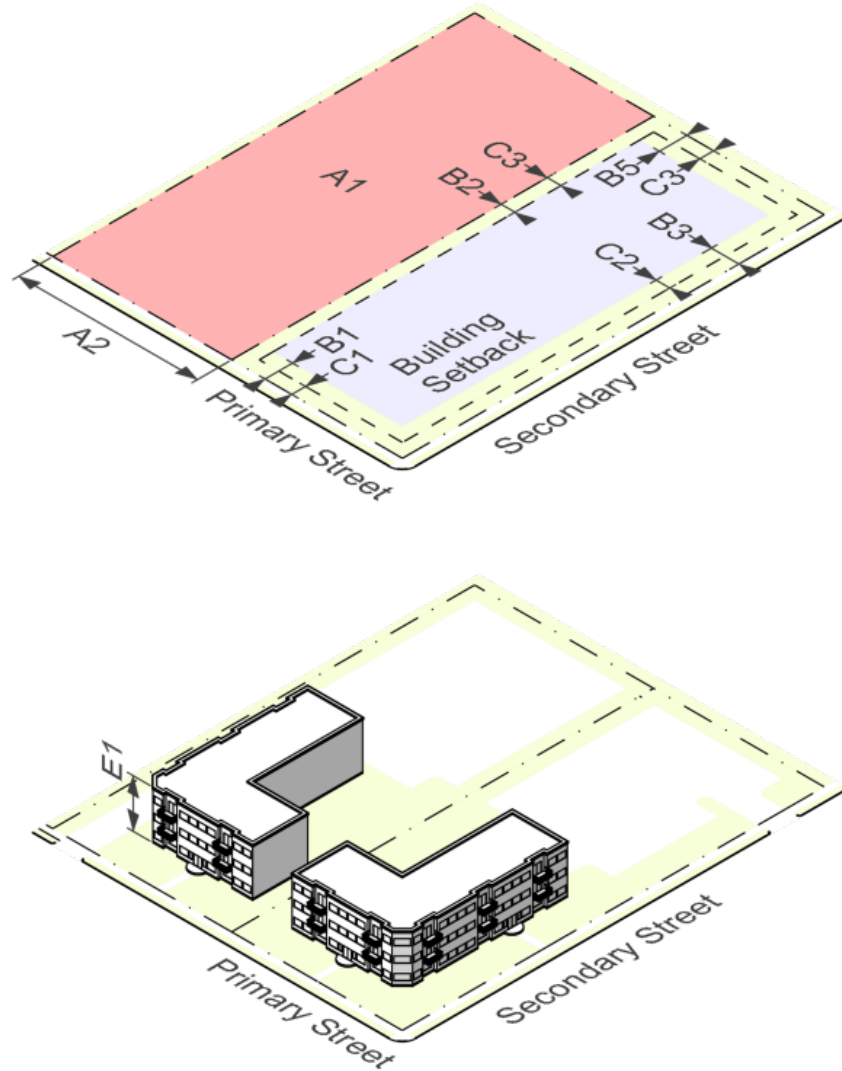 A1
C3
B2
B5
C3
B3
C2
A2
B1
C1
Building
Setback
Primary Street
Secondary Street
E1
Primary Street
Secondary Street